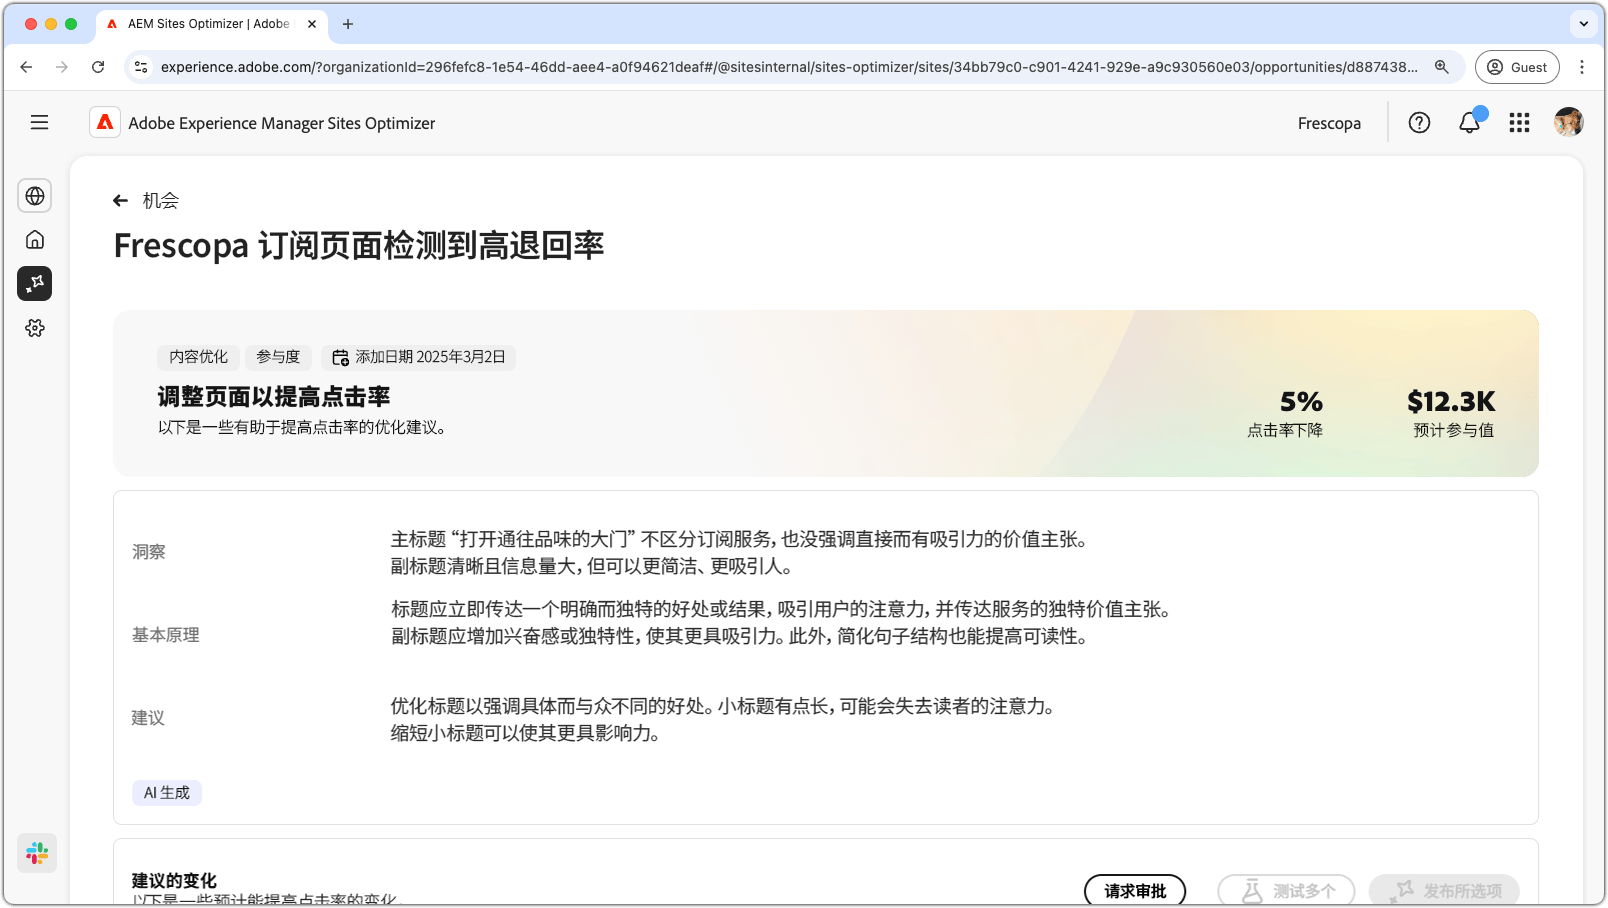 AEM Sites Optimizer | Adobe
experience.adobe.com/?organizationId=296fefc8-1e54-46dd-aee4-a0f94621deaf#/@sitesinternal/sites-optimizer/sites/34bb79c0-c901-4241-929e-a9c930560e03/opportunities/d887438...
Guest
Adobe Experience Manager Sites Optimizer
Frescopa
机会
Frescopa 订阅页面检测到高退回率
内容优化 参与度 添加日期 2025年3月2日
调整页面以提高点击率
以下是一些有助于提高点击率的优化建议。
5%
点击率下降
$12.3K
预计参与值
洞察
主标题 “打开通往品味的大门” 不区分订阅服务，也没强调直接而有吸引力的价值主张。
副标题清晰且信息量大，但可以更简洁、更吸引人。
基本原理
标题应立即传达一个明确而独特的好处或结果，吸引用户的注意力，并传达服务的独特价值主张。
副标题应增加兴奋感或独特性，使其更具吸引力。此外，简化句子结构也能提高可读性。
建议
优化标题以强调具体而与众不同的好处。小标题有点长，可能会失去读者的注意力。
缩短小标题可以使其更具影响力。
AI 生成
建议的变化
以下是一些预计能提高点击率的变化.
请求审批
测试多个
发布所选项